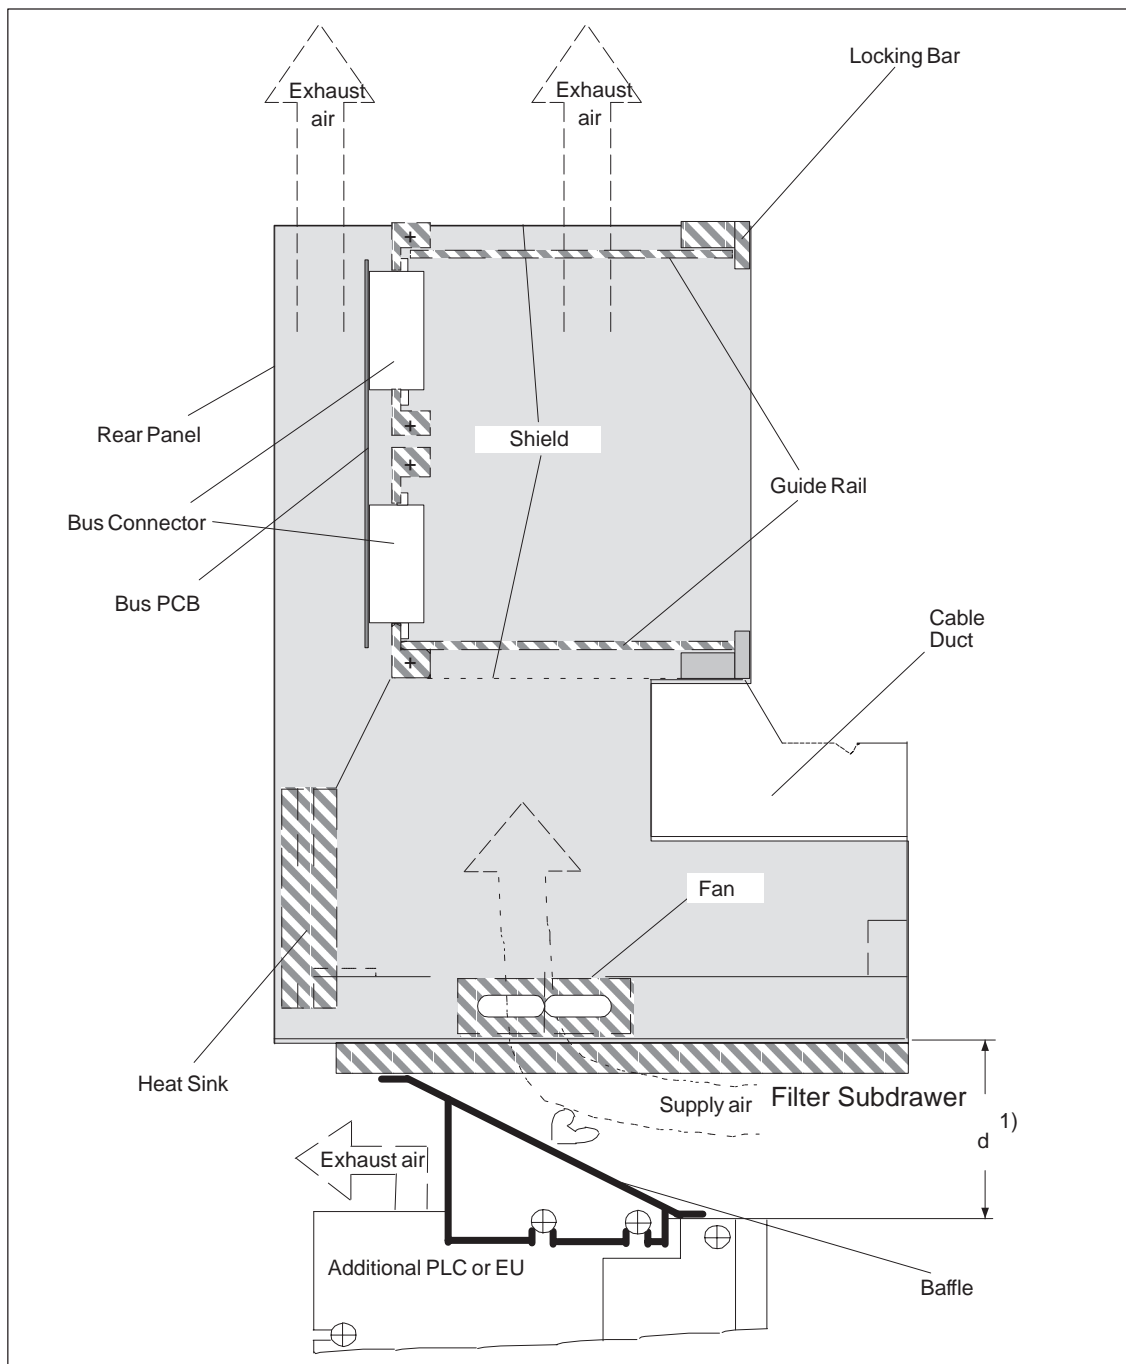 Locking Bar
Exhaust
air
Exhaust
air
Rear Panel
Shield
Guide Rail
Bus Connector
Bus PCB
Cable
Duct
Fan
Heat Sink
Supply air
Filter Subdrawer
1)
d
Exhaust air
Additional PLC or EU
Baffle